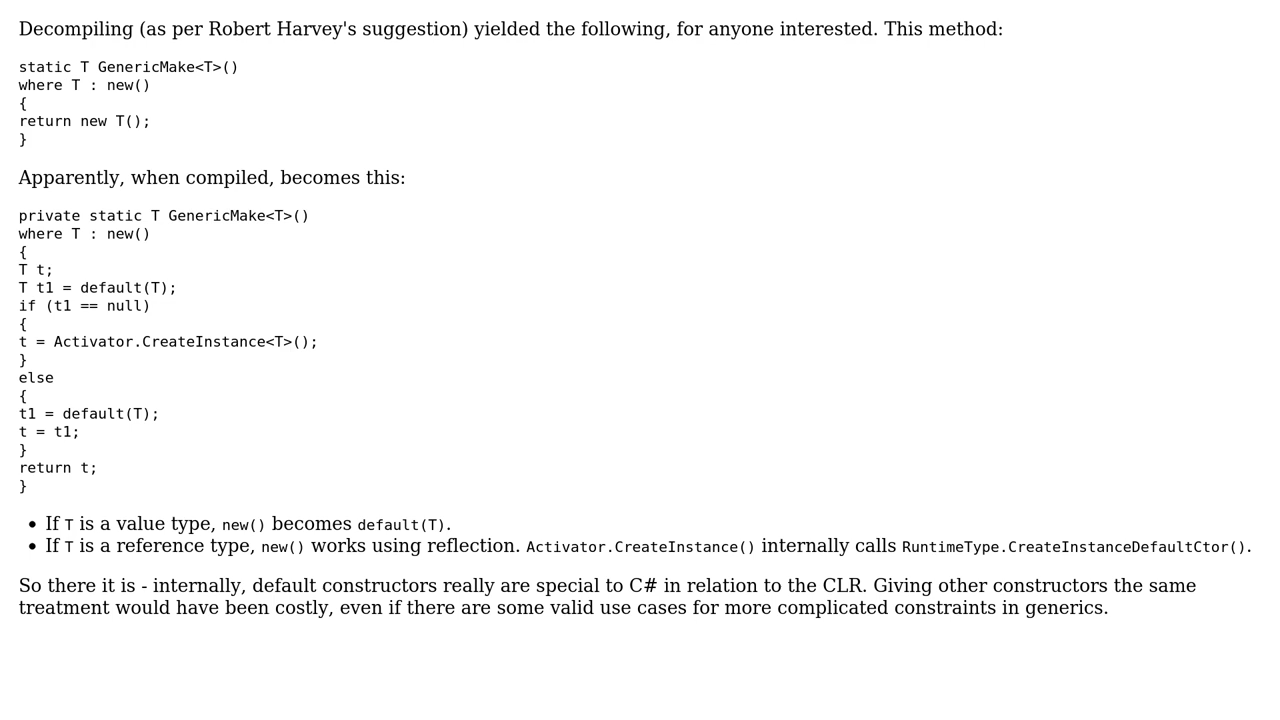 Decompiling (as per Robert Harvey's suggestion) yielded the following, for anyone interested. This method:
static T GenericMake<T>()
where T : new()
{
return new T();
}
Apparently, when compiled, becomes this:
private static T GenericMake<T>()
where T : new()
{
T t;
T t1 = default(T);
if (t1 == null)
{
t = Activator.CreateInstance<T>();
}
else
{
t1 = default(T);
t = t1;
}
return t;
}
• If T is a value type, new() becomes default(T).
• If T is a reference type, new() works using reflection. Activator.CreateInstance() internally calls RuntimeType.CreateInstanceDefaultCtor().
So there it is - internally, default constructors really are special to C# in relation to the CLR. Giving other constructors the same
treatment would have been costly, even if there are some valid use cases for more complicated constraints in generics.